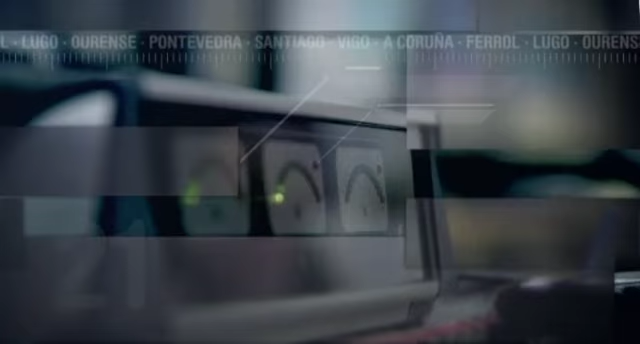 L · LUGO · OURENSE · PONTEVEDRA · SANTIAGO · VIGO · A CORUÑA · FERROL · LUGO · OURENS